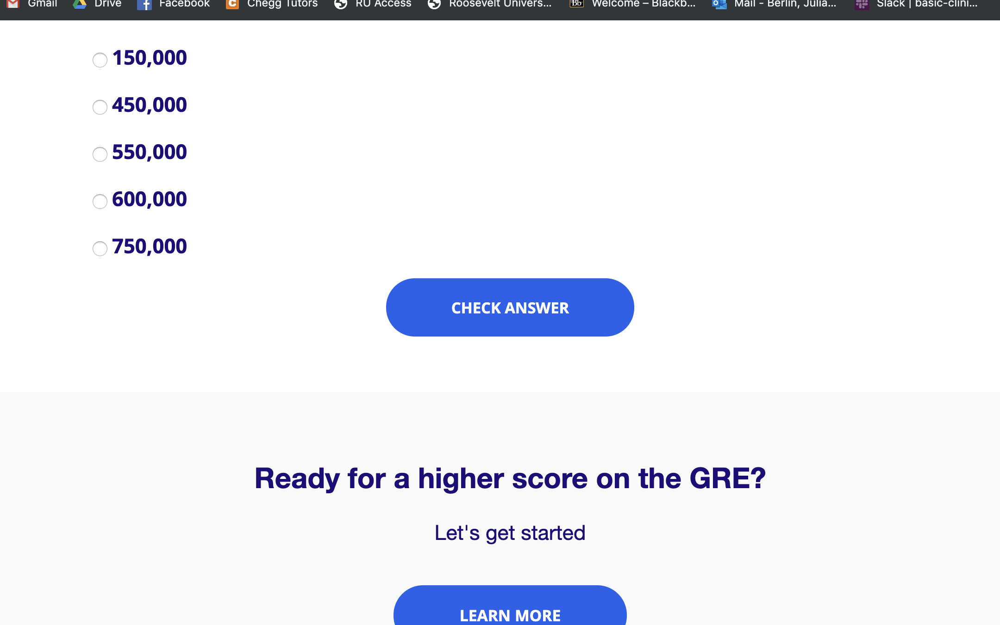 Gmail Drive Facebook Chegg Tutors RU Access Roosevelt Univers... Bb Welcome – Blackb... Mail - Berlin, Julia... Slack | basic-clini...
150,000
450,000
550,000
600,000
750,000
CHECK ANSWER
Ready for a higher score on the GRE?
Let's get started
LEARN MORE